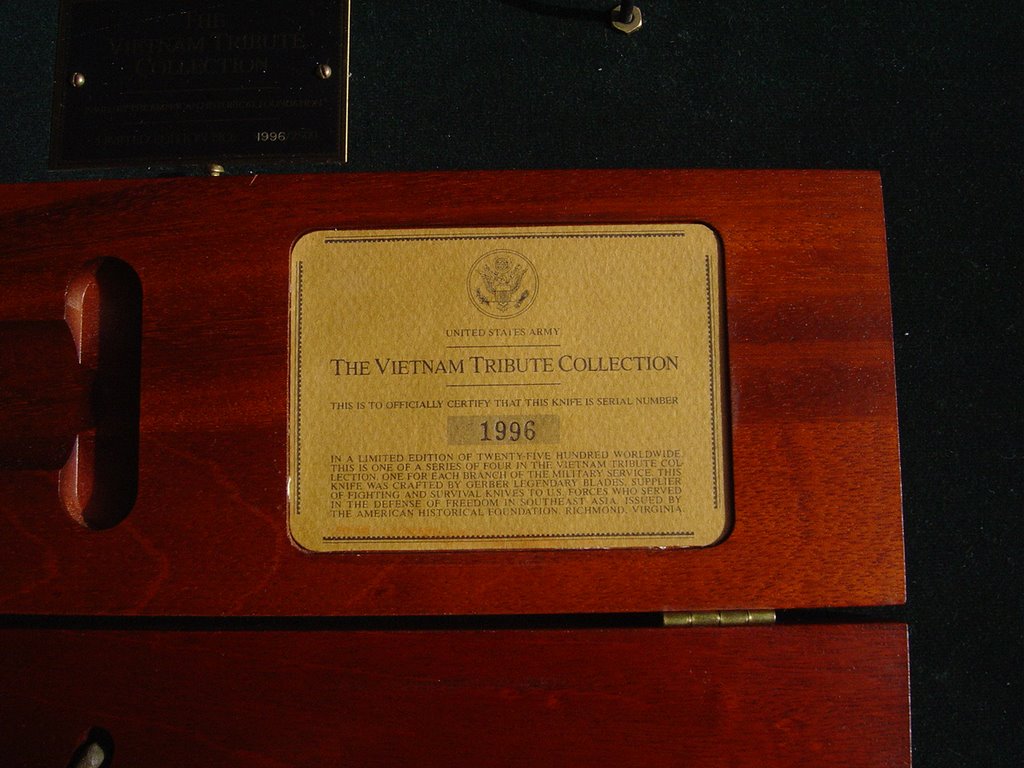 THE
VIETNAM TRIBUTE
COLLECTION
1996
UNITED STATES ARMY
THE VIETNAM TRIBUTE COLLECTION
THIS IS TO OFFICIALLY CERTIFY THAT THIS KNIFE IS SERIAL NUMBER
1996
IN A LIMITED EDITION OF TWENTY-FIVE HUNDRED WORLDWIDE.
THIS IS ONE OF A SERIES OF FOUR IN THE VIETNAM TRIBUTE COL-
LECTION, ONE FOR EACH BRANCH OF THE MILITARY SERVICE. THIS
KNIFE WAS CRAFTED BY GERBER LEGENDARY BLADES, SUPPLIER
OF FIGHTING AND SURVIVAL KNIVES TO U.S. FORCES WHO SERVED
IN THE DEFENSE OF FREEDOM IN SOUTHEAST ASIA. ISSUED BY
THE AMERICAN HISTORICAL FOUNDATION, RICHMOND, VIRGINIA.